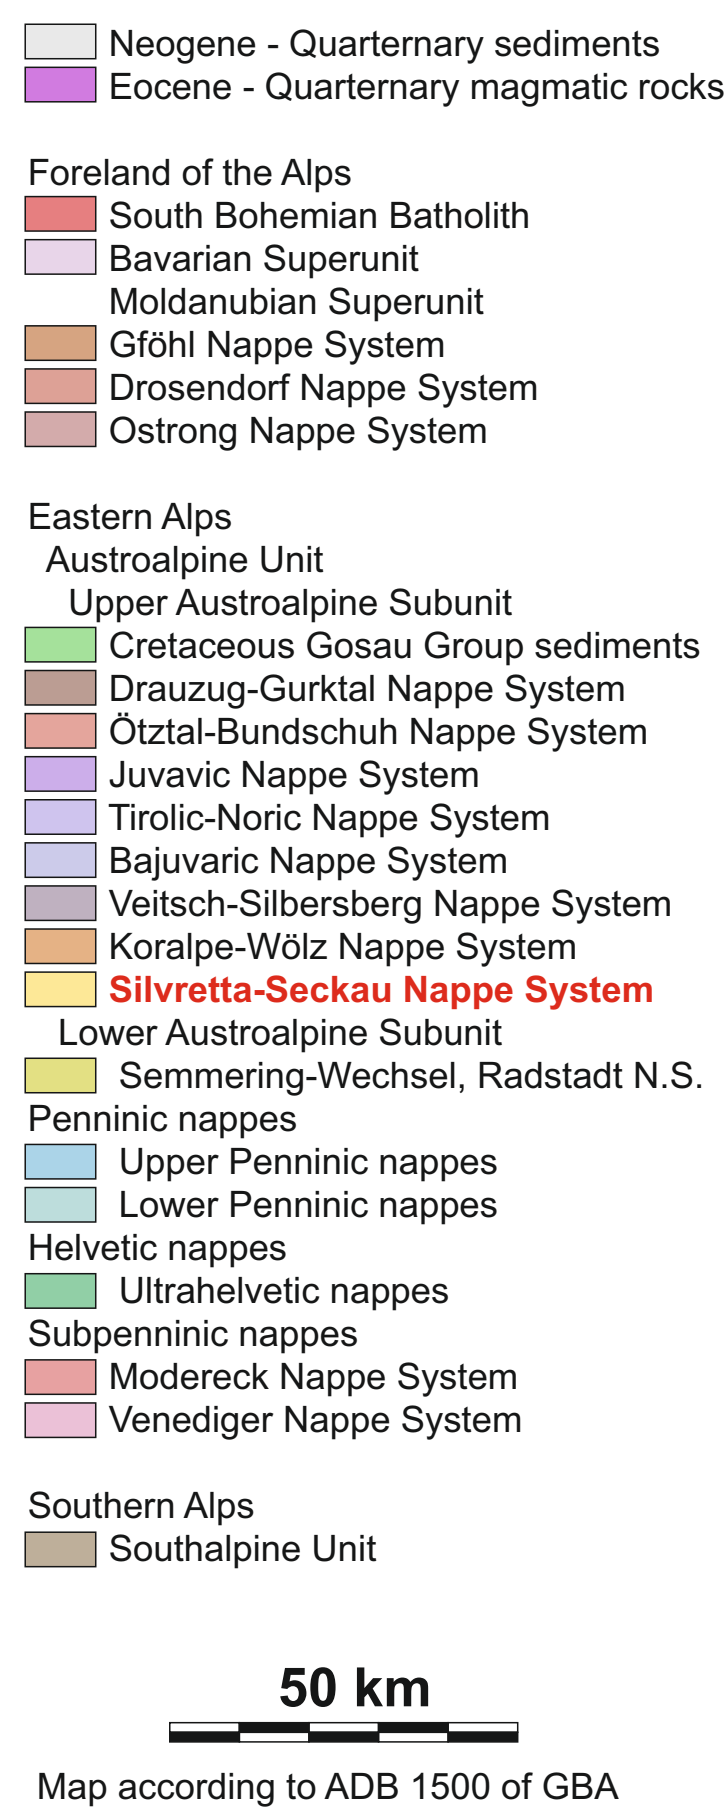 Neogene - Quarternary sediments
Eocene - Quarternary magmatic rocks
Foreland of the Alps
South Bohemian Batholith
Bavarian Superunit
Moldanubian Superunit
Gföhl Nappe System
Drosendorf Nappe System
Ostrong Nappe System
Eastern Alps
Austroalpine Unit
Upper Austroalpine Subunit
Cretaceous Gosau Group sediments
Drauzug-Gurktal Nappe System
Ötztal-Bundschuh Nappe System
Juvavic Nappe System
Tirolic-Noric Nappe System
Bajuvaric Nappe System
Veitsch-Silbersberg Nappe System
Koralpe-Wölz Nappe System
Silvretta-Seckau Nappe System
Lower Austroalpine Subunit
Semmering-Wechsel, Radstadt N.S.
Penninic nappes
Upper Penninic nappes
Lower Penninic nappes
Helvetic nappes
Ultrahelvetic nappes
Subpenninic nappes
Modereck Nappe System
Venediger Nappe System
Southern Alps
Southalpine Unit
50 km
Map according to ADB 1500 of GBA